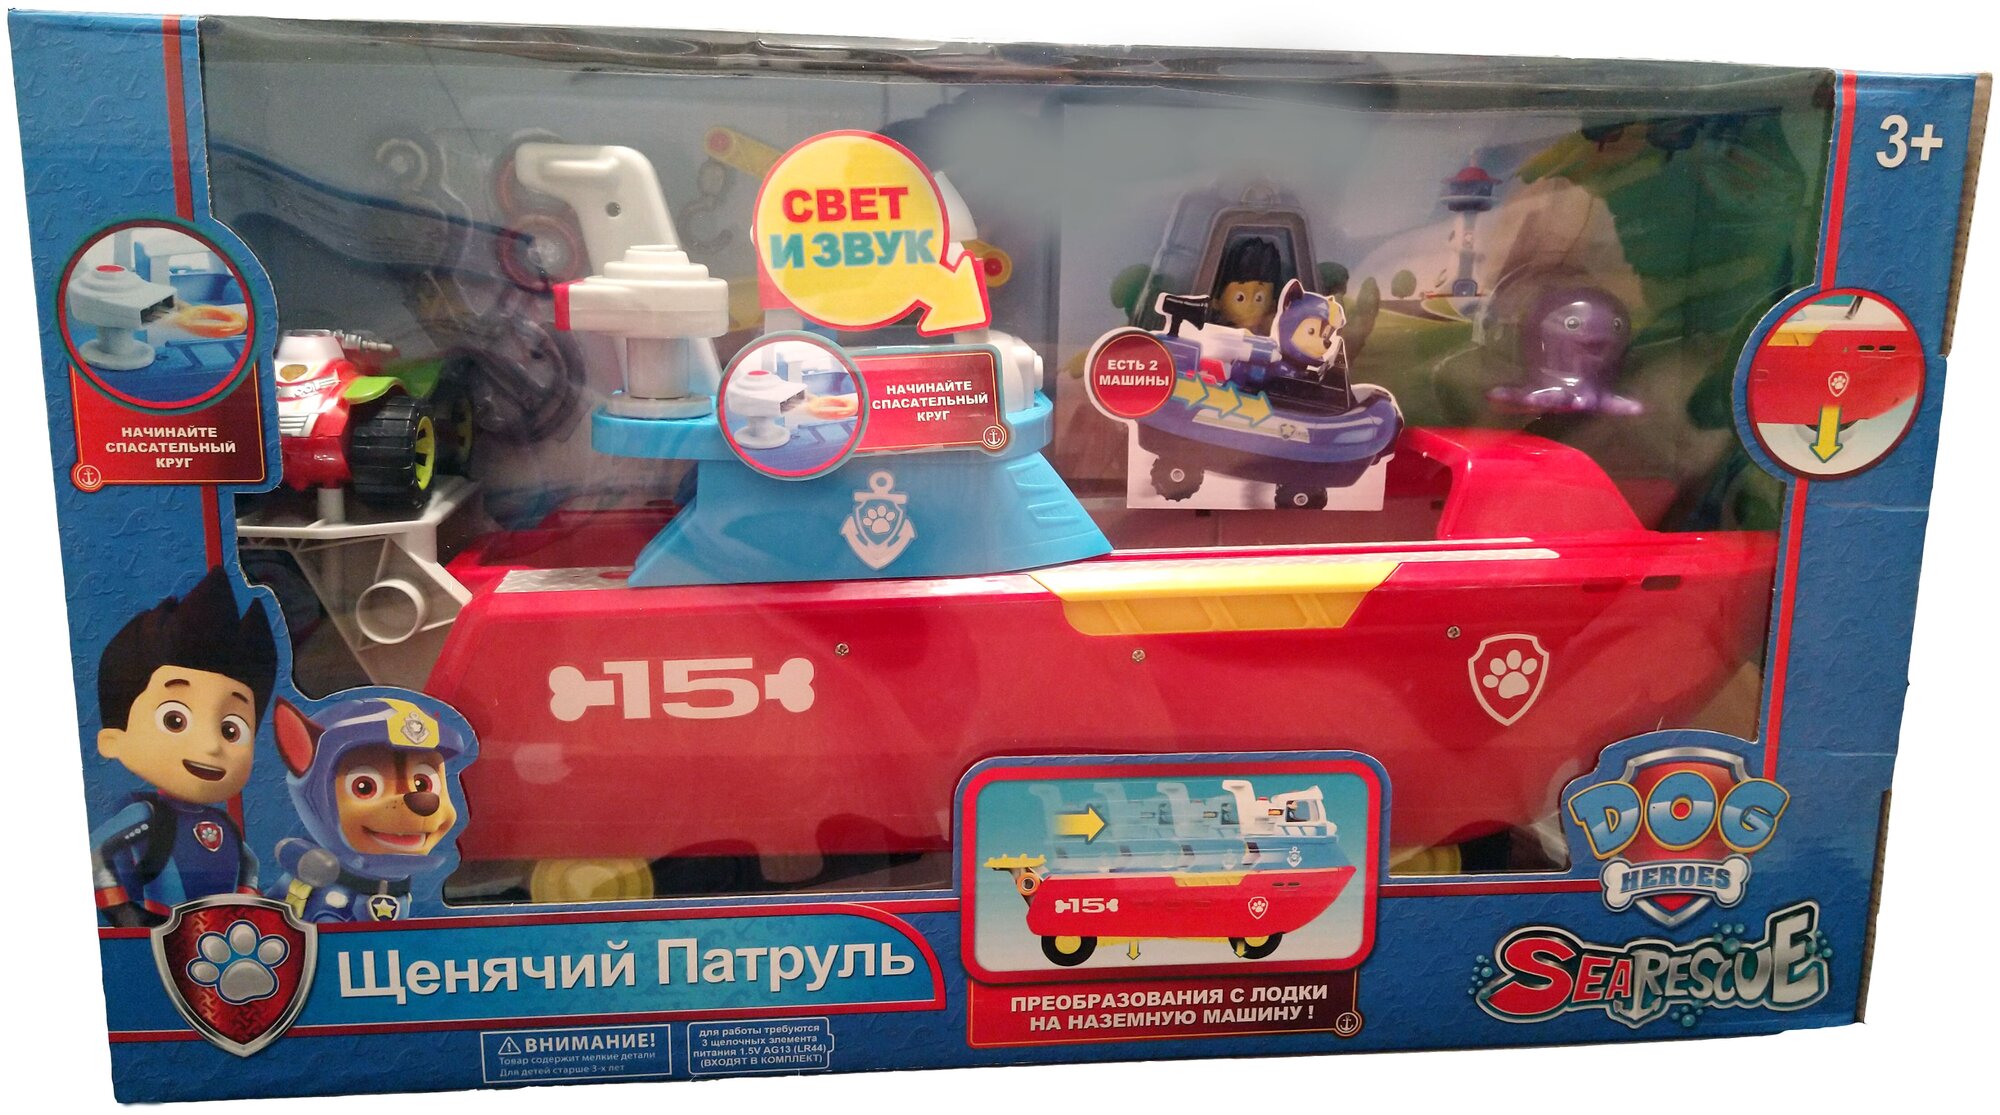 3+
СВЕТ
И ЗВУК
НАЧИНАЙТЕ
СПАСАТЕЛЬНЫЙ
КРУГ
НАЧИНАЙТЕ
СПАСАТЕЛЬНЫЙ
КРУГ
ЕСТЬ 2
МАШИНЫ
15
15
DOG
HEROES
SEA RESCUE
Щенячий Патруль
ПРЕОБРАЗОВАНИЯ С ЛОДКИ
НА НАЗЕМНУЮ МАШИНУ !
ВНИМАНИЕ!
Товар содержит мелкие детали
Для детей старше 3-х лет
для работы требуются
3 щелочных элемента
питания 1.5V AG13 (LR44)
(ВХОДЯТ В КОМПЛЕКТ)